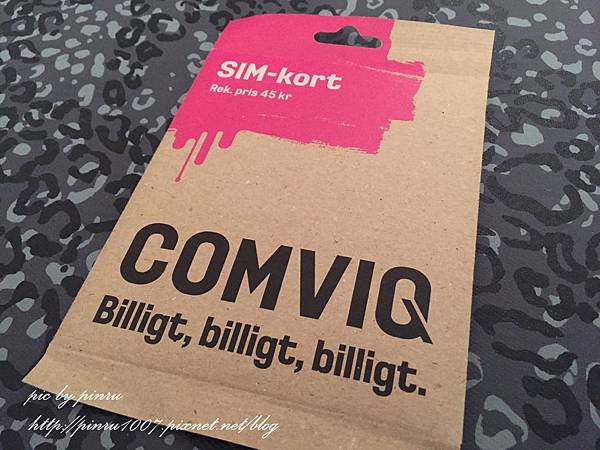 SIM-kort
Rek. pris 45 kr
COMVIQ
Billigt, billigt, billigt.
pic by pinru
http://pinru1007.pixnet.net/blog